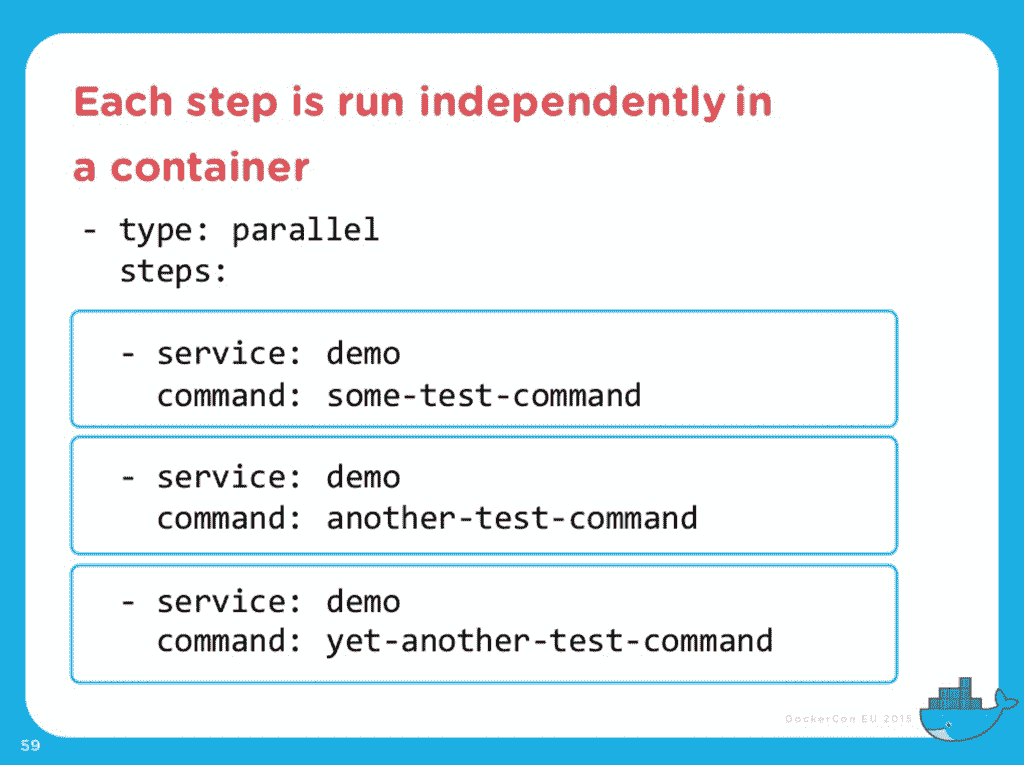 Each step is run independently in
a container
- type: parallel
steps:
- service: demo
command: some-test-command
- service: demo
command: another-test-command
- service: demo
command: yet-another-test-command
DockerCon EU 2015
59